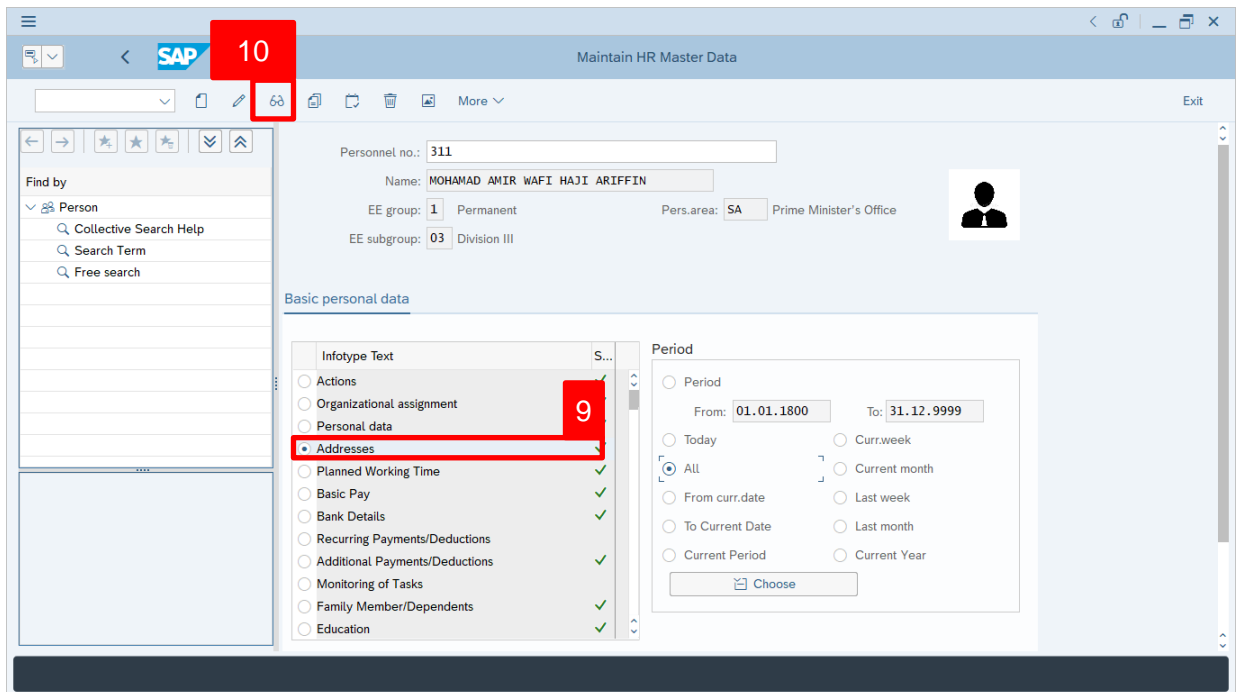 SAP
10
Maintain HR Master Data
More
Exit
Find by
Person
Collective Search Help
Search Term
Free search
Personnel no.: 311
Name: MOHAMAD AMIR WAFI HAJI ARIFFIN
EE group: 1 Permanent Pers.area: SA Prime Minister's Office
EE subgroup: 03 Division III
Basic personal data
Infotype Text S...
Actions
Organizational assignment
9
Personal data
Addresses
Planned Working Time
Basic Pay
Bank Details
Recurring Payments/Deductions
Additional Payments/Deductions
Monitoring of Tasks
Family Member/Dependents
Education
Period
Period
From: 01.01.1800 To: 31.12.9999
Today Curr.week
All Current month
From curr.date Last week
To Current Date Last month
Current Period Current Year
Choose